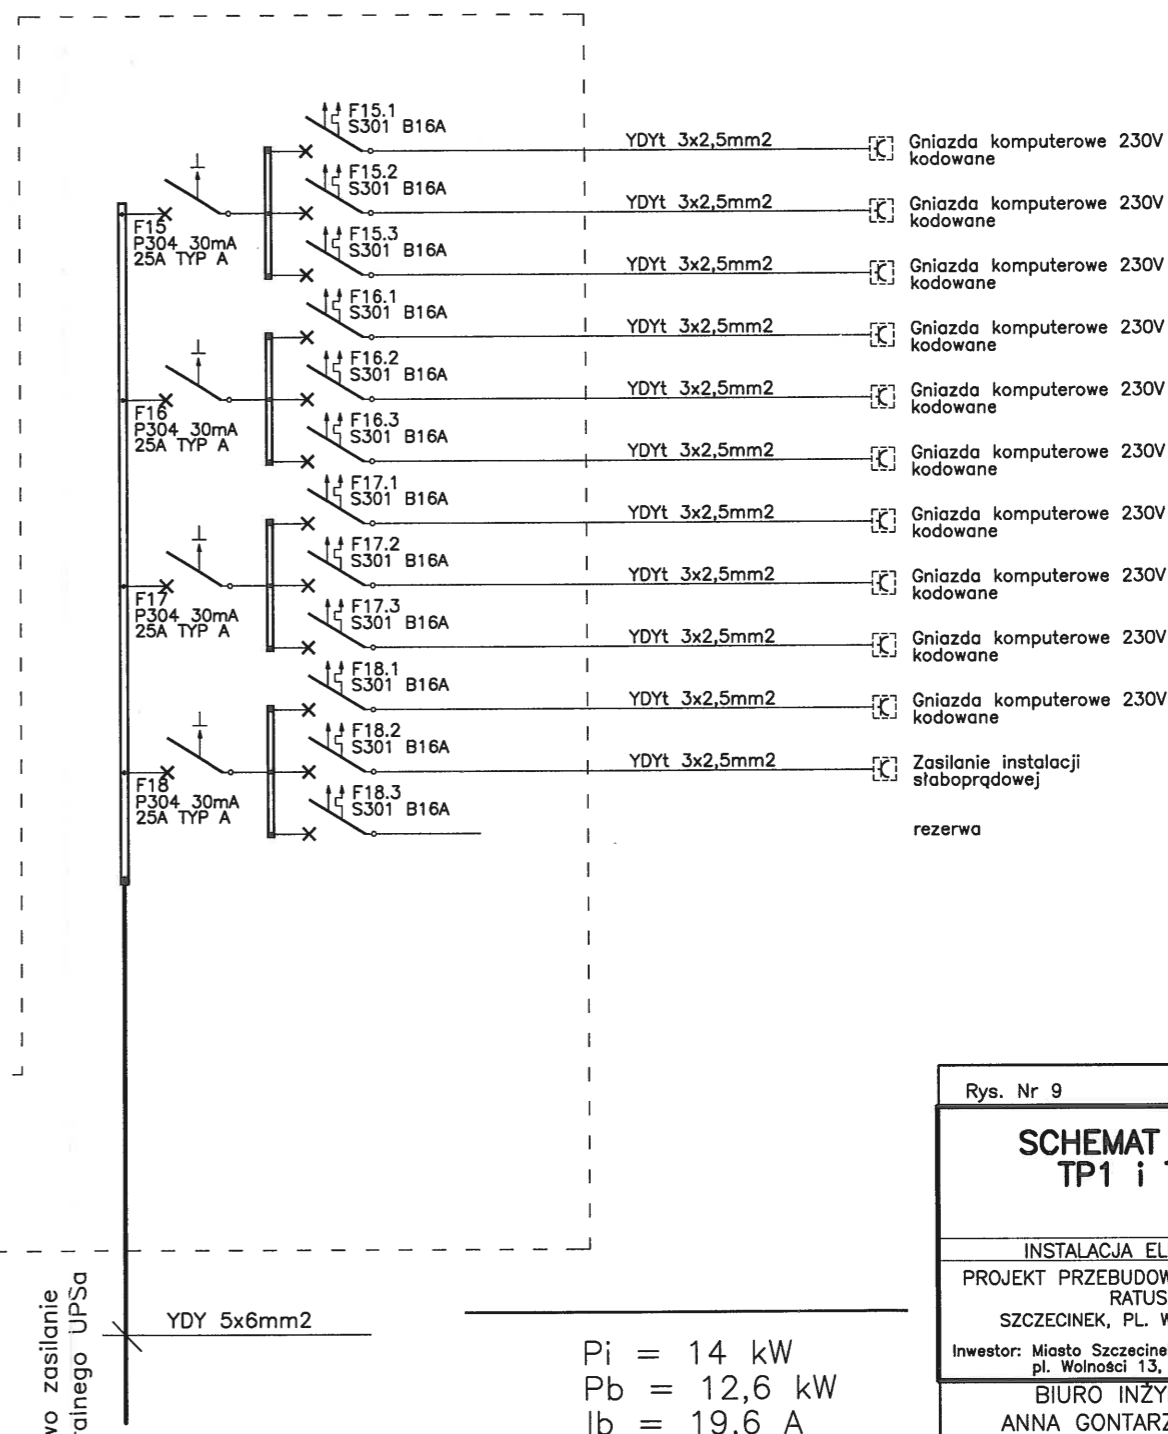 F15.1
S301 B16A
YDYt 3x2,5mm2
Gniazda komputerowe 230V
kodowane
F15.2
S301 B16A
YDYt 3x2,5mm2
Gniazda komputerowe 230V
kodowane
F15
P304 30mA
25A TYP A
F15.3
S301 B16A
YDYt 3x2,5mm2
Gniazda komputerowe 230V
kodowane
F16.1
S301 B16A
YDYt 3x2,5mm2
Gniazda komputerowe 230V
kodowane
F16.2
S301 B16A
YDYt 3x2,5mm2
Gniazda komputerowe 230V
kodowane
F16
P304 30mA
25A TYP A
F16.3
S301 B16A
YDYt 3x2,5mm2
Gniazda komputerowe 230V
kodowane
F17.1
S301 B16A
YDYt 3x2,5mm2
Gniazda komputerowe 230V
kodowane
F17.2
S301 B16A
YDYt 3x2,5mm2
Gniazda komputerowe 230V
kodowane
F17
P304 30mA
25A TYP A
F17.3
S301 B16A
YDYt 3x2,5mm2
Gniazda komputerowe 230V
kodowane
F18.1
S301 B16A
YDYt 3x2,5mm2
Gniazda komputerowe 230V
kodowane
F18.2
S301 B16A
YDYt 3x2,5mm2
Zasilanie instalacji
słaboprądowej
F18
P304 30mA
25A TYP A
F18.3
S301 B16A
rezerwa
wo zasilanie
ralnego UPSa
YDY 5x6mm2
Pi = 14 kW
Pb = 12,6 kW
Ib = 19,6 A
Rys. Nr 9
SCHEMAT
TP1 i
INSTALACJA EL
PROJEKT PRZEBUDOW
RATUS
SZCZECINEK, PL. W
Inwestor: Miasto Szczecine
pl. Wolności 13,
BIURO INŻY
ANNA GONTARZ